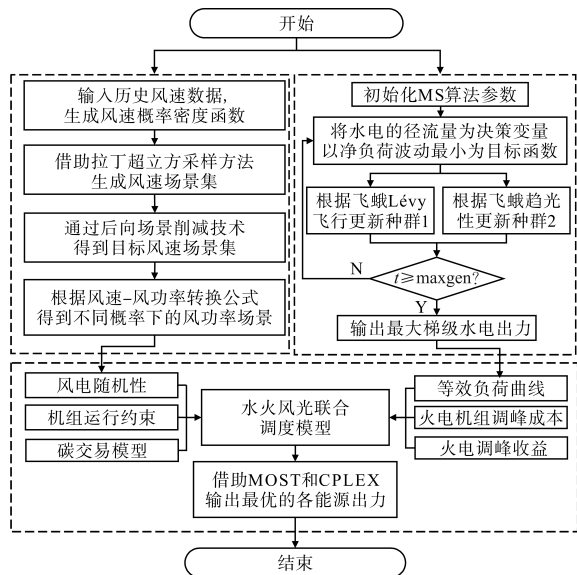 开始
输入历史风速数据,
生成风速概率密度函数
借助拉丁超立方采样方法
生成风速场景集
通过后向场景削减技术
得到目标风速场景集
根据风速–风功率转换公式
得到不同概率下的风功率场景
初始化MS算法参数
将水电的径流量为决策变量
以净负荷波动最小为目标函数
根据飞蛾Lévy
飞行更新种群1
根据飞蛾趋光
性更新种群2
N
t≥maxgen?
Y
输出最大梯级水电出力
风电随机性
机组运行约束
碳交易模型
水火风光联合
调度模型
等效负荷曲线
火电机组调峰成本
火电调峰收益
借助MOST和CPLEX
输出最优的各能源出力
结束